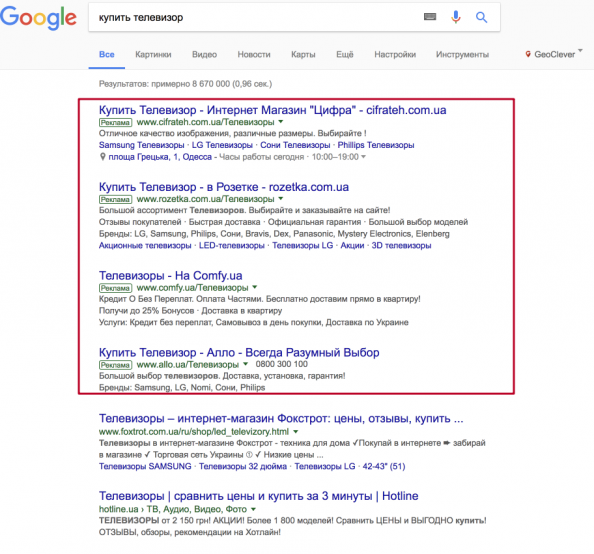 Google
купить телевизор
Все Картинки Видео Новости Карты Ещё Настройки Инструменты GeoClever
Результатов: примерно 8 670 000 (0,96 сек.)
Купить Телевизор - Интернет Магазин "Цифра" - cifrateh.com.ua
Реклама www.cifrateh.com.ua/Телевизоры
Отличное качество изображения, различные размеры. Выбирайте !
Samsung Телевизоры · LG Телевизоры · Сони Телевизоры · Phillips Телевизоры
площа Грецька, 1, Одесса - Часы работы сегодня · 10:00–19:00
Купить Телевизор - в Розетке - rozetka.com.ua
Реклама www.rozetka.com.ua/Телевизоры
Большой ассортимент Телевизоров. Выбирайте и заказывайте на сайте!
Отзывы покупателей · Быстрая доставка · Официальная гарантия · Большой выбор моделей
Бренды: LG, Samsung, Philips, Сони, Bravis, Dex, Panasonic, Mystery Electronics, Elenberg
Акционные телевизоры · LED-телевизоры · Телевизоры LG · Акции · 3D телевизоры
Телевизоры - На Comfy.ua
Реклама www.comfy.ua/Телевизоры
Кредит О Без Переплат. Оплата Частями. Бесплатно доставим прямо в квартиру!
Получи до 25% Бонусов · Доставка в квартиру
Услуги: Кредит без переплат, Самовывоз в день покупки, Доставка по Украине
Купить Телевизор - Алло - Всегда Разумный Выбор
Реклама www.allo.ua/Телевизоры 0800 300 100
Большой выбор телевизоров. Доставка, установка, гарантия!
Бренды: Samsung, LG, Nomi, Сони, Philips
Телевизоры – интернет-магазин Фокстрот: цены, отзывы, купить ...
www.foxtrot.com.ua/ru/shop/led_televizory.html
Телевизоры в интернет-магазине Фокстрот - техника для дома ✓Покупай в интернете ➨ забирай
в магазине ✓ Торговая сеть Украины ① ✓ Низкие цены ...
Телевизоры SAMSUNG · Телевизоры 32 дюйма · Телевизоры LG · 42-43" (51)
Телевизоры | сравнить цены и купить за 3 минуты | Hotline
hotline.ua › ТВ, Аудио, Видео, Фото
ТЕЛЕВИЗОРЫ от 2 150 грн! АКЦИИ! Более 1 800 моделей! Сравнить ЦЕНЫ и ВЫГОДНО купить!
ОТЗЫВЫ, обзоры, рекомендации на Хотлайн!